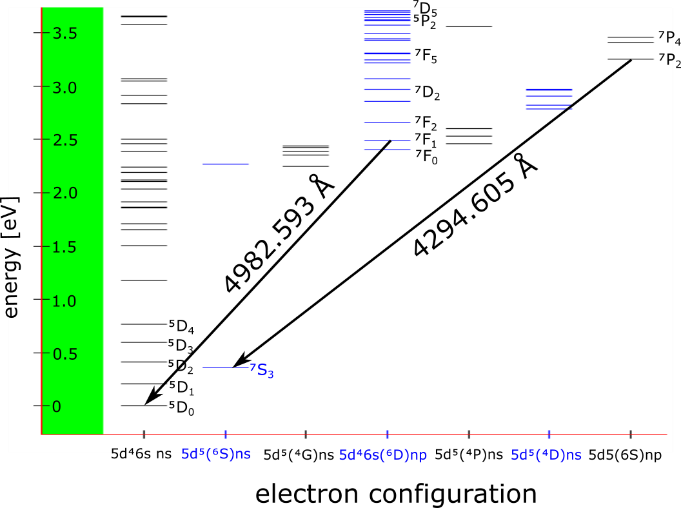 ⁷D₅
⁵P₂
3.5
⁷P₄
⁷F₅
⁷P₂
3.0
⁷D₂
⁷F₂
2.5
⁷F₁
⁷F₀
2.0
4982.593 Å
4294.605 Å
energy [eV]
1.5
1.0
⁵D₄
⁵D₃
0.5
⁵D₂
⁷S₃
⁵D₁
0
⁵D₀
5d⁴6s ns 5d⁵(⁶S)ns 5d⁵(⁴G)ns 5d⁴6s(⁶D)np 5d⁵(⁴P)ns 5d⁵(⁴D)ns 5d5(6S)np
electron configuration